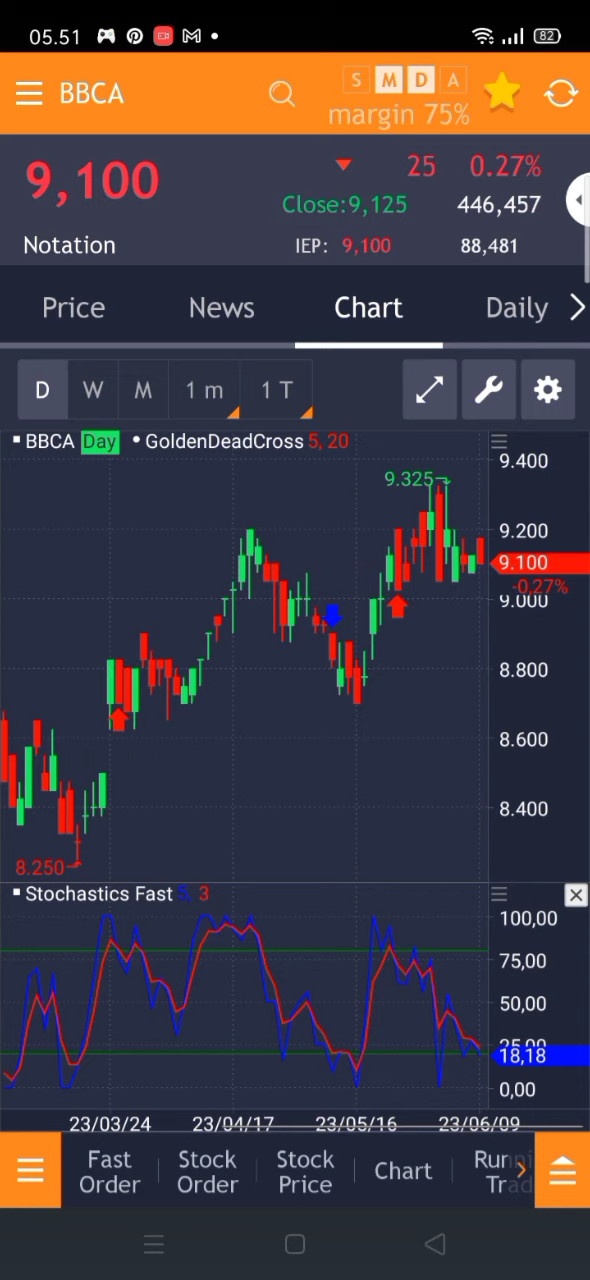 05.51
82
BBCA
S M D A
margin 75%
9,100
25 0.27%
Close:9,125 446,457
Notation
IEP: 9,100 88,481
Price News Chart Daily
D W M 1 m 1 T
BBCA Day GoldenDeadCross 5, 20
9.400
9.325
9.200
9.100
-0,27%
9.000
8.800
8.600
8.400
8.250
Stochastics Fast 5, 3
100,00
75,00
50,00
25,00
18,18
0,00
23/03/24 23/04/17 23/05/16 23/06/09
Fast Order
Stock Order
Stock Price
Chart
Runni
Trad